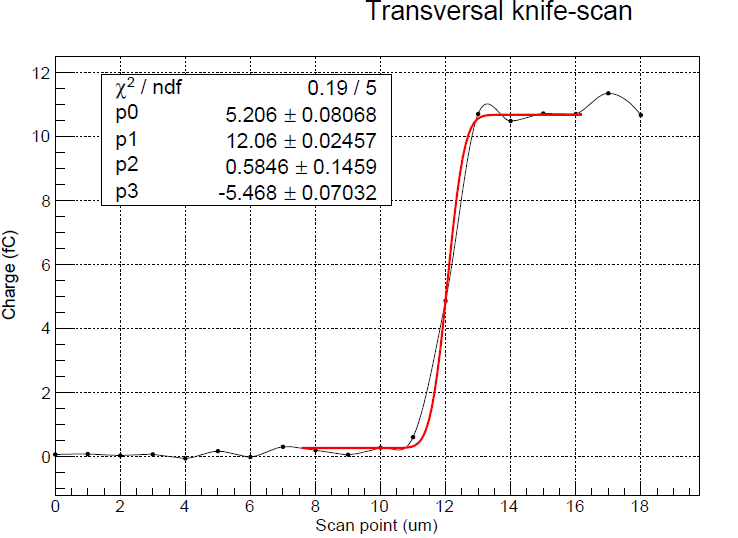 Transversal knife-scan
χ² / ndf 0.19 / 5
p0 5.206 ± 0.08068
p1 12.06 ± 0.02457
p2 0.5846 ± 0.1459
p3 -5.468 ± 0.07032
Charge (fC)
12
10
8
6
4
2
0
0 2 4 6 8 10 12 14 16 18
Scan point (um)